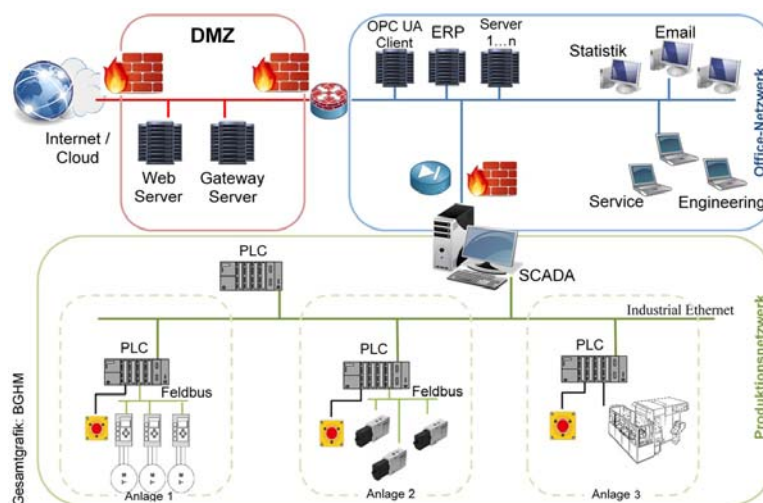 DMZ
Internet /
Cloud
Web
Server
Gateway
Server
OPC UA
Client
ERP
Server
1...n
Statistik
Email
Service
Engineering
Office-Netzwerk
PLC
SCADA
Industrial Ethernet
PLC
Feldbus
Anlage 1
PLC
Feldbus
Anlage 2
PLC
Anlage 3
Produktionsnetzwerk
Gesamtgrafik: BGHM